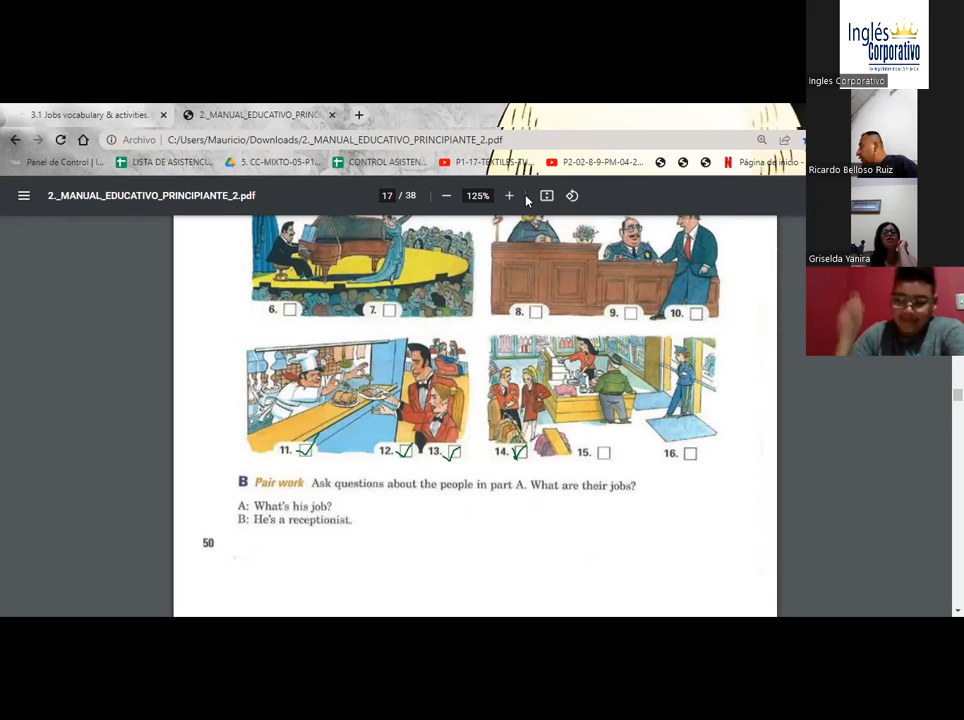 Inglés
Corporativo
Ingles Corporativo
3.1 Jobs vocabulary & activities.
2._MANUAL_EDUCATIVO_PRINCI
Archivo
C:/Users/Mauricio/Downloads/2._MANUAL_EDUCATIVO_PRINCIPIANTE_2.pdf
Panel de Control | I...
LISTA DE ASISTENCI...
5. CC-MIXTO-05-P1...
CONTROL ASISTEN...
P1-17-TEXTILES-TU...
P2-02-8-9-PM-04-2...
Página de inicio
Ricardo Belloso Ruiz
2._MANUAL_EDUCATIVO_PRINCIPIANTE_2.pdf
17 / 38
125%
Griselda Yanira
6. 7. 8. 9. 10.
11. 12. 13. 14. 15. 16.
B Pair work Ask questions about the people in part A. What are their jobs?
A: What's his job?
B: He's a receptionist.
50